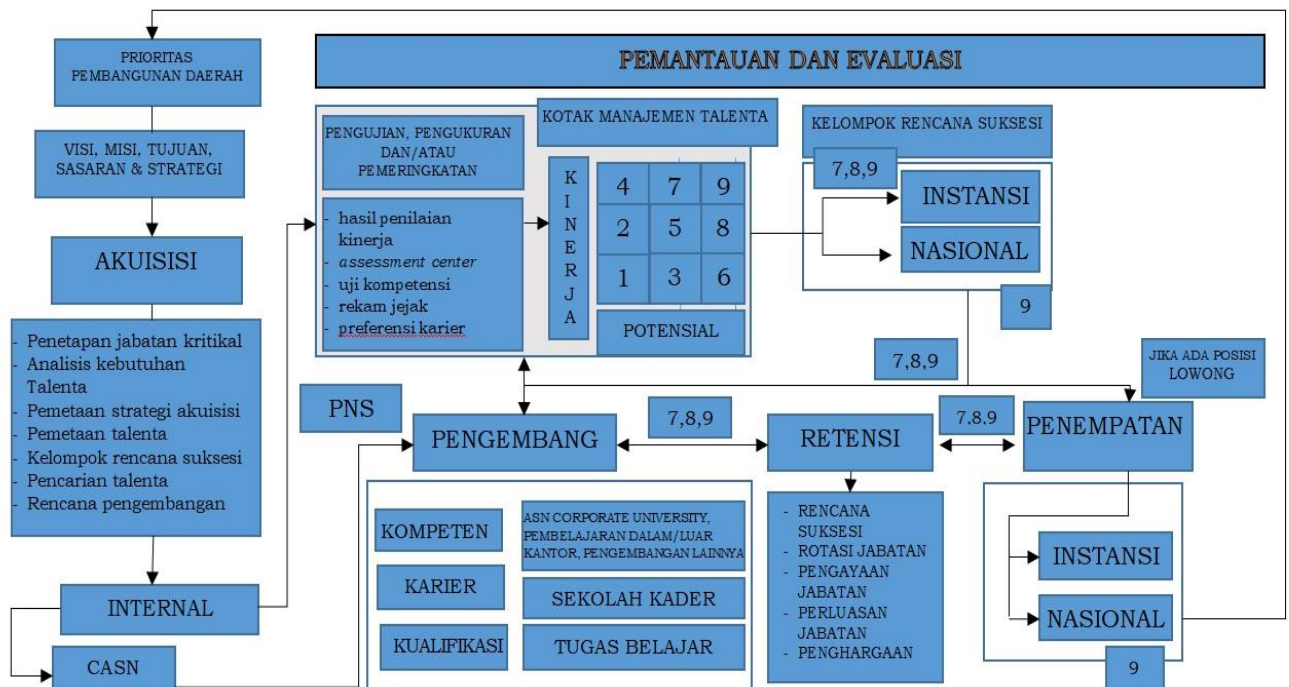 PRIORITAS
PEMBANGUNAN DAERAH
VISI, MISI, TUJUAN,
SASARAN & STRATEGI
AKUISISI
- Penetapan jabatan kritikal
- Analisis kebutuhan
Talenta
- Pemetaan strategi akuisisi
- Pemetaan talenta
- Kelompok rencana suksesi
- Pencarian talenta
- Rencana pengembangan
INTERNAL
CASN
PEMANTAUAN DAN EVALUASI
PENGUJIAN, PENGUKURAN
DAN/ATAU
PEMERINGKATAN
- hasil penilaian
kinerja
- assessment center
- uji kompetensi
- rekam jejak
- preferensi karier
KOTAK MANAJEMEN TALENTA
KINERJA
4 7 9
2 5 8
1 3 6
POTENSIAL
KELOMPOK RENCANA SUKSESI
7,8,9
INSTANSI
NASIONAL
9
7,8,9
JIKA ADA POSISI
LOWONG
PNS
PENGEMBANG
7,8,9
RETENSI
7,8,9
PENEMPATAN
KOMPETEN
KARIER
KUALIFIKASI
ASN CORPORATE UNIVERSITY,
PEMBELAJARAN DALAM/LUAR
KANTOR, PENGEMBANGAN LAINNYA
SEKOLAH KADER
TUGAS BELAJAR
- RENCANA
SUKSESI
- ROTASI JABATAN
- PENGAYAAN
JABATAN
- PERLUASAN
JABATAN
- PENGHARGAAN
INSTANSI
NASIONAL
9